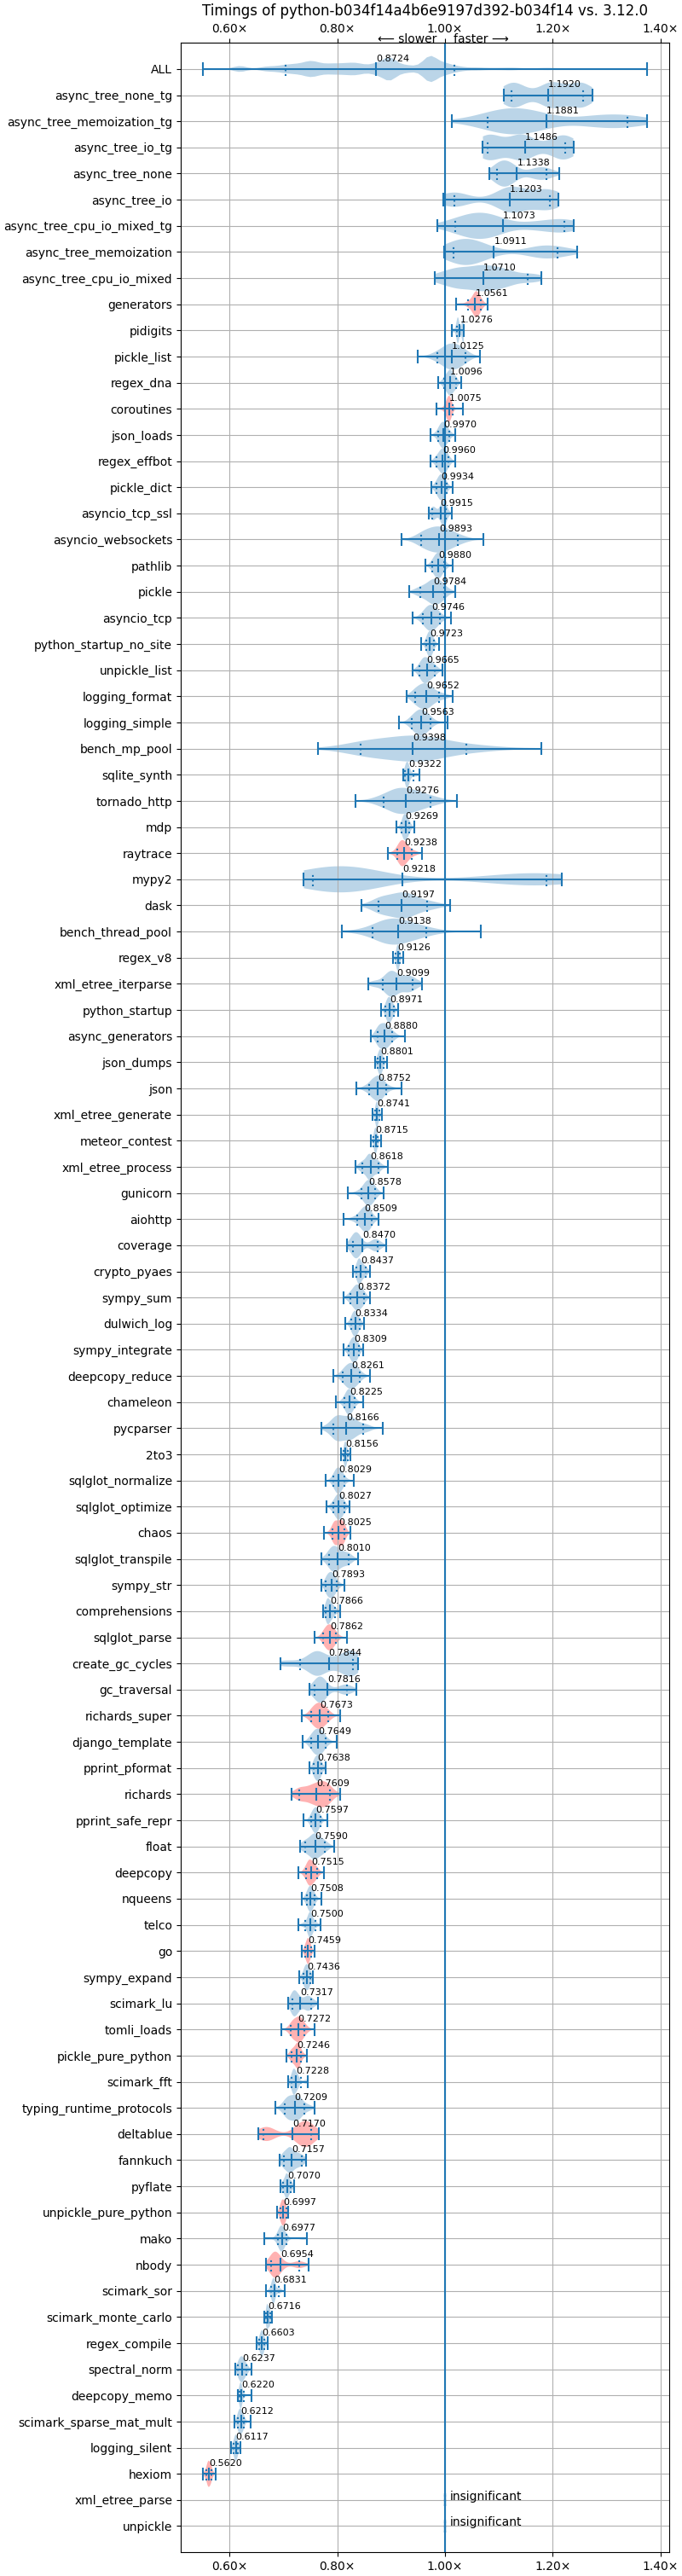 Timings of python-b034f14a4b6e9197d392-b034f14 vs. 3.12.0
0.60× 0.80× 1.00× 1.20× 1.40×
← slower faster →
ALL 0.8724
async_tree_none_tg 1.1920
async_tree_memoization_tg 1.1881
async_tree_io_tg 1.1486
async_tree_none 1.1338
async_tree_io 1.1203
async_tree_cpu_io_mixed_tg 1.1073
async_tree_memoization 1.0911
async_tree_cpu_io_mixed 1.0710
generators 1.0561
pidigits 1.0276
pickle_list 1.0125
regex_dna 1.0096
coroutines 1.0075
json_loads 0.9970
regex_effbot 0.9960
pickle_dict 0.9934
asyncio_tcp_ssl 0.9915
asyncio_websockets 0.9893
pathlib 0.9880
pickle 0.9784
asyncio_tcp 0.9746
python_startup_no_site 0.9723
unpickle_list 0.9665
logging_format 0.9652
logging_simple 0.9563
bench_mp_pool 0.9398
sqlite_synth 0.9322
tornado_http 0.9276
mdp 0.9269
raytrace 0.9238
mypy2 0.9218
dask 0.9197
bench_thread_pool 0.9138
regex_v8 0.9126
xml_etree_iterparse 0.9099
python_startup 0.8971
async_generators 0.8880
json_dumps 0.8801
json 0.8752
xml_etree_generate 0.8741
meteor_contest 0.8715
xml_etree_process 0.8618
gunicorn 0.8578
aiohttp 0.8509
coverage 0.8470
crypto_pyaes 0.8437
sympy_sum 0.8372
dulwich_log 0.8334
sympy_integrate 0.8309
deepcopy_reduce 0.8261
chameleon 0.8225
pycparser 0.8166
2to3 0.8156
sqlglot_normalize 0.8029
sqlglot_optimize 0.8027
chaos 0.8025
sqlglot_transpile 0.8010
sympy_str 0.7893
comprehensions 0.7866
sqlglot_parse 0.7862
create_gc_cycles 0.7844
gc_traversal 0.7816
richards_super 0.7673
django_template 0.7649
pprint_pformat 0.7638
richards 0.7609
pprint_safe_repr 0.7597
float 0.7590
deepcopy 0.7515
nqueens 0.7508
telco 0.7500
go 0.7459
sympy_expand 0.7436
scimark_lu 0.7317
tomli_loads 0.7272
pickle_pure_python 0.7246
scimark_fft 0.7228
typing_runtime_protocols 0.7209
deltablue 0.7170
fannkuch 0.7157
pyflate 0.7070
unpickle_pure_python 0.6997
mako 0.6977
nbody 0.6954
scimark_sor 0.6831
scimark_monte_carlo 0.6716
regex_compile 0.6603
spectral_norm 0.6237
deepcopy_memo 0.6220
scimark_sparse_mat_mult 0.6212
logging_silent 0.6117
hexiom 0.5620
xml_etree_parse insignificant
unpickle insignificant
0.60× 0.80× 1.00× 1.20× 1.40×